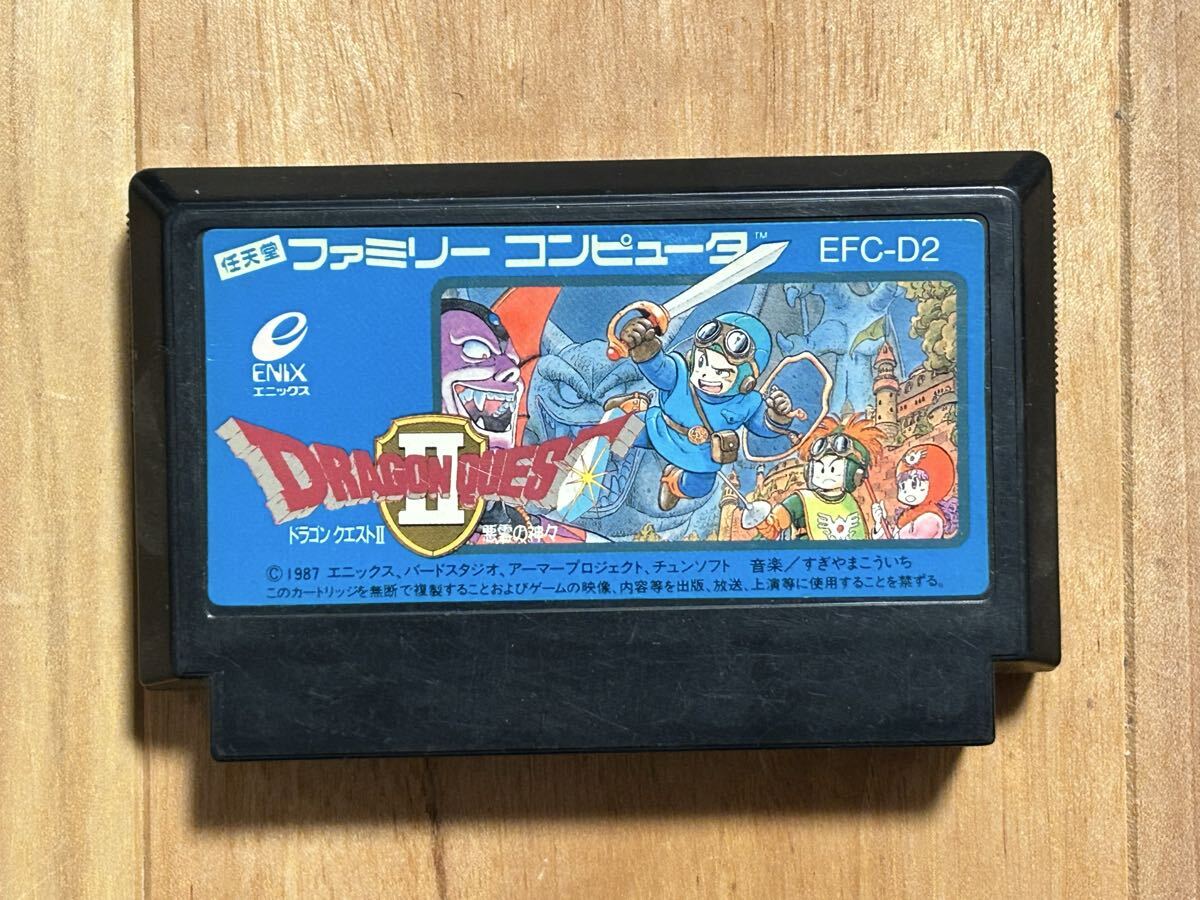 任天堂 ファミリー コンピュータ™ EFC-D2
ENIX
エニックス
DRAGON QUEST
II
ドラゴンクエストII 悪霊の神々
©1987 エニックス、バードスタジオ、アーマープロジェクト、チュンソフト 音楽／すぎやまこういち
このカートリッジを無断で複製することおよびゲームの映像、内容等を出版、放送、上演等に使用することを禁ずる。